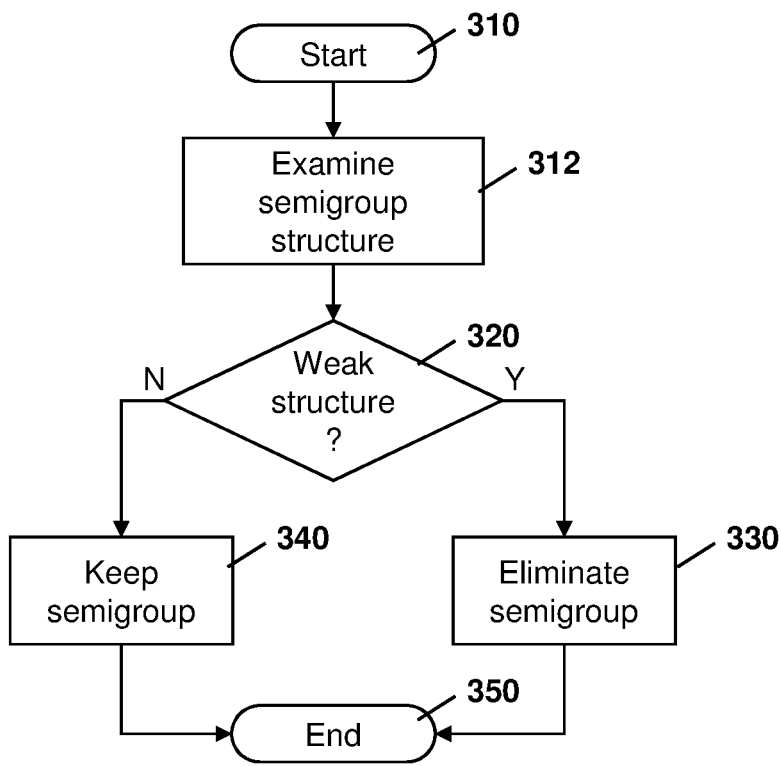 310
Start
312
Examine
semigroup
structure
320
Weak
structure
?
N
Y
340
Keep
semigroup
330
Eliminate
semigroup
350
End